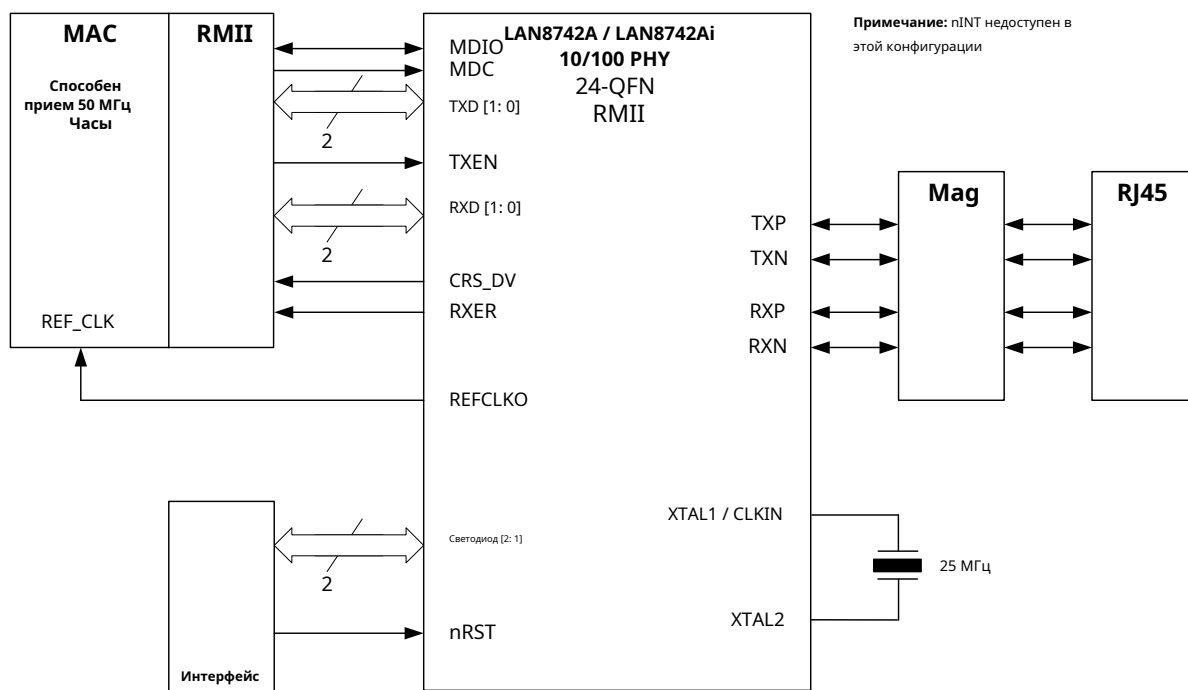 MAC
RMII
Способен
прием 50 МГц
Часы
REF_CLK
LAN8742A / LAN8742Ai
10/100 PHY
24-QFN
RMII
MDIO
MDC
TXD [1: 0]
2
TXEN
RXD [1: 0]
2
CRS_DV
RXER
REFCLKO
Светодиод [2: 1]
2
nRST
Интерфейс
TXP
TXN
RXP
RXN
XTAL1 / CLKIN
XTAL2
Mag
RJ45
25 МГц
Примечание: nINT недоступен в
этой конфигурации